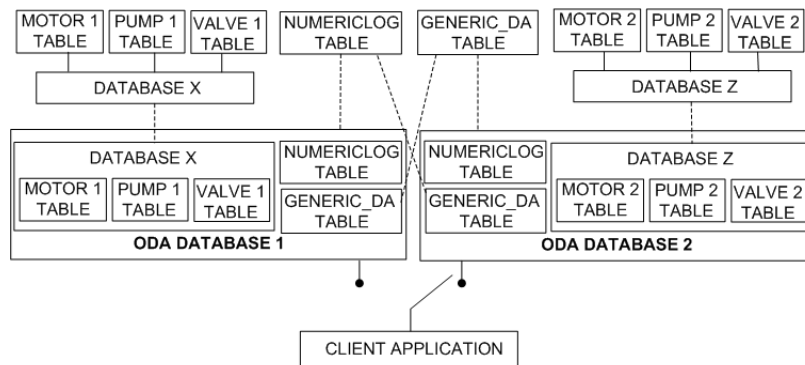 MOTOR 1
TABLE
PUMP 1
TABLE
VALVE 1
TABLE
NUMERICLOG
TABLE
GENERIC_DA
TABLE
MOTOR 2
TABLE
PUMP 2
TABLE
VALVE 2
TABLE
DATABASE X
DATABASE Z
DATABASE X
MOTOR 1
TABLE
PUMP 1
TABLE
VALVE 1
TABLE
NUMERICLOG
TABLE
GENERIC_DA
TABLE
ODA DATABASE 1
NUMERICLOG
TABLE
GENERIC_DA
TABLE
DATABASE Z
MOTOR 2
TABLE
PUMP 2
TABLE
VALVE 2
TABLE
ODA DATABASE 2
CLIENT APPLICATION